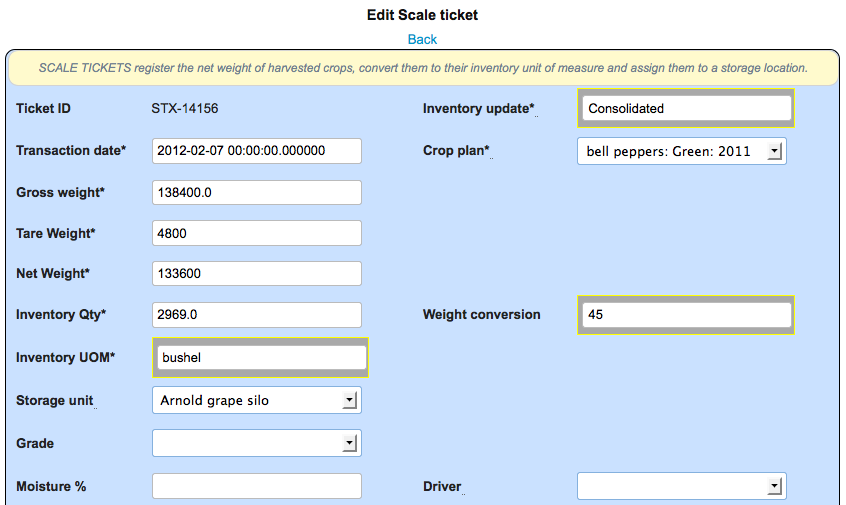 Edit Scale ticket
Back
SCALE TICKETS register the net weight of harvested crops, convert them to their inventory unit of measure and assign them to a storage location.
Ticket ID STX-14156 Inventory update* Consolidated
Transaction date* 2012-02-07 00:00:00.000000 Crop plan* bell peppers: Green: 2011
Gross weight* 138400.0
Tare Weight* 4800
Net Weight* 133600
Inventory Qty* 2969.0 Weight conversion 45
Inventory UOM* bushel
Storage unit Arnold grape silo
Grade
Moisture % Driver